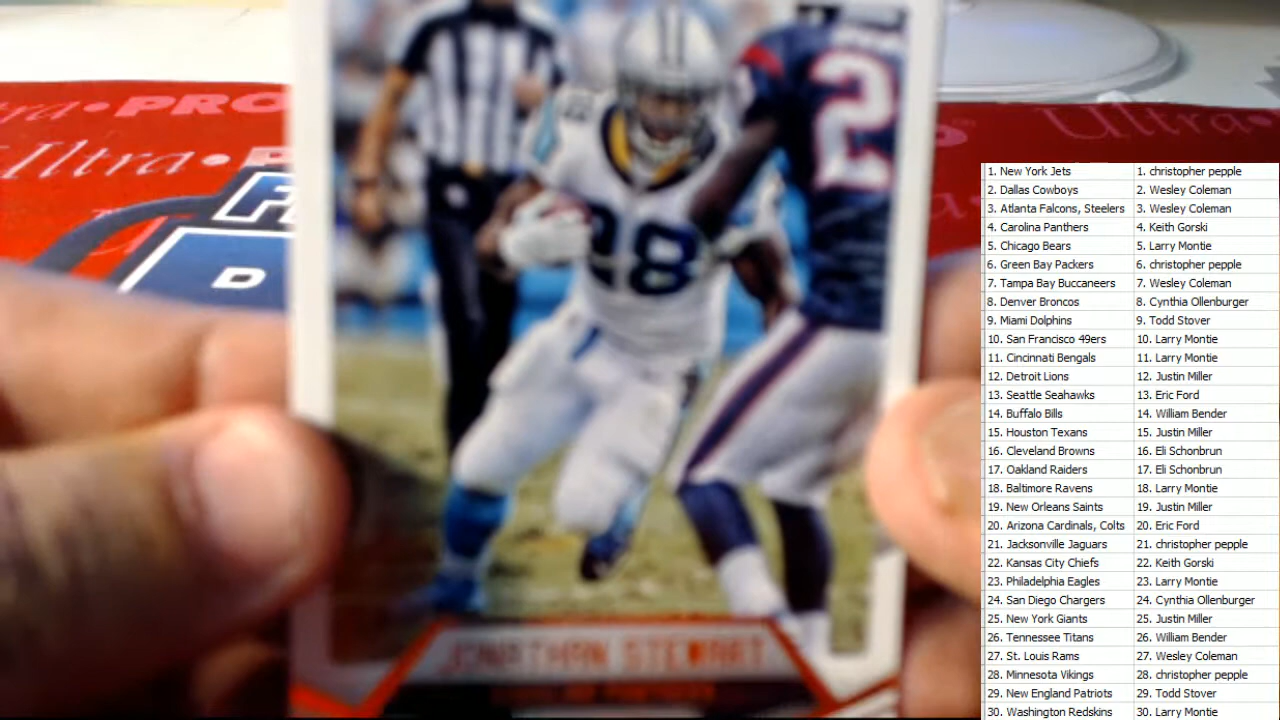 ltra • PRO
Ultra • P
Ultra •
D
28
2
JONATHAN STEWART
1. New York Jets 1. christopher pepple
2. Dallas Cowboys 2. Wesley Coleman
3. Atlanta Falcons, Steelers 3. Wesley Coleman
4. Carolina Panthers 4. Keith Gorski
5. Chicago Bears 5. Larry Montie
6. Green Bay Packers 6. christopher pepple
7. Tampa Bay Buccaneers 7. Wesley Coleman
8. Denver Broncos 8. Cynthia Ollenburger
9. Miami Dolphins 9. Todd Stover
10. San Francisco 49ers 10. Larry Montie
11. Cincinnati Bengals 11. Larry Montie
12. Detroit Lions 12. Justin Miller
13. Seattle Seahawks 13. Eric Ford
14. Buffalo Bills 14. William Bender
15. Houston Texans 15. Justin Miller
16. Cleveland Browns 16. Eli Schonbrun
17. Oakland Raiders 17. Eli Schonbrun
18. Baltimore Ravens 18. Larry Montie
19. New Orleans Saints 19. Justin Miller
20. Arizona Cardinals, Colts 20. Eric Ford
21. Jacksonville Jaguars 21. christopher pepple
22. Kansas City Chiefs 22. Keith Gorski
23. Philadelphia Eagles 23. Larry Montie
24. San Diego Chargers 24. Cynthia Ollenburger
25. New York Giants 25. Justin Miller
26. Tennessee Titans 26. William Bender
27. St. Louis Rams 27. Wesley Coleman
28. Minnesota Vikings 28. christopher pepple
29. New England Patriots 29. Todd Stover
30. Washington Redskins 30. Larry Montie